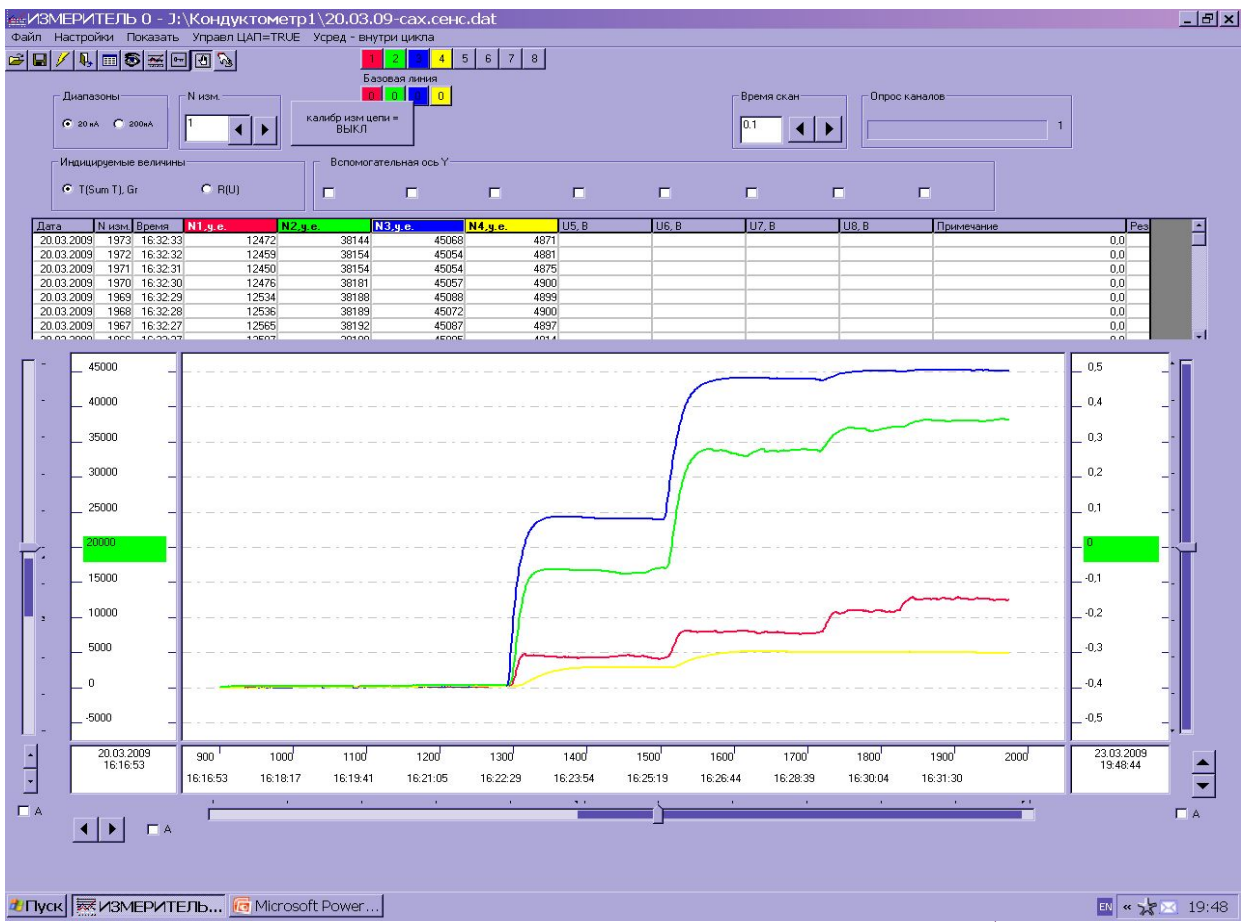 ИЗМЕРИТЕЛЬ 0 - J:\Кондуктометр1\20.03.09-сах.сенс.dat
Файл Настройки Показать Управл ЦАП=TRUE Усред - внутри цикла
1 2 3 4 5 6 7 8
Базовая линия
0 0 0 0
Диапазоны N изм. Время скан Опрос каналов
20 нА 200нА 1 калибр изм цепи = ВЫКЛ 0.1 1
Индицируемые величины Вспомогательная ось Y
T(Sum T), Gr R(U)
Дата N изм Время N1,у.е. N2,у.е. N3,у.е. N4,у.е. U5, В U6, В U7, В U8, В Примечание Рез
20.03.2009 1973 16:32:33 12472 38144 45068 4871 0,0
20.03.2009 1972 16:32:32 12459 38154 45054 4881 0,0
20.03.2009 1971 16:32:31 12450 38154 45054 4875 0,0
20.03.2009 1970 16:32:30 12476 38181 45057 4900 0,0
20.03.2009 1969 16:32:29 12534 38188 45088 4899 0,0
20.03.2009 1968 16:32:28 12536 38189 45072 4900 0,0
20.03.2009 1967 16:32:27 12565 38192 45087 4897 0,0
45000 0,5
40000 0,4
35000 0,3
30000 0,2
25000 0,1
20000 0
15000 -0,1
10000 -0,2
5000 -0,3
0 -0,4
-5000 -0,5
20.03.2009 900 1000 1100 1200 1300 1400 1500 1600 1700 1800 1900 2000 23.03.2009
16:16:53 16:16:53 16:18:17 16:19:41 16:21:05 16:22:29 16:23:54 16:25:19 16:26:44 16:28:39 16:30:04 16:31:30 19:48:44
A A
A
Пуск ИЗМЕРИТЕЛЬ... Microsoft Power... EN « 19:48